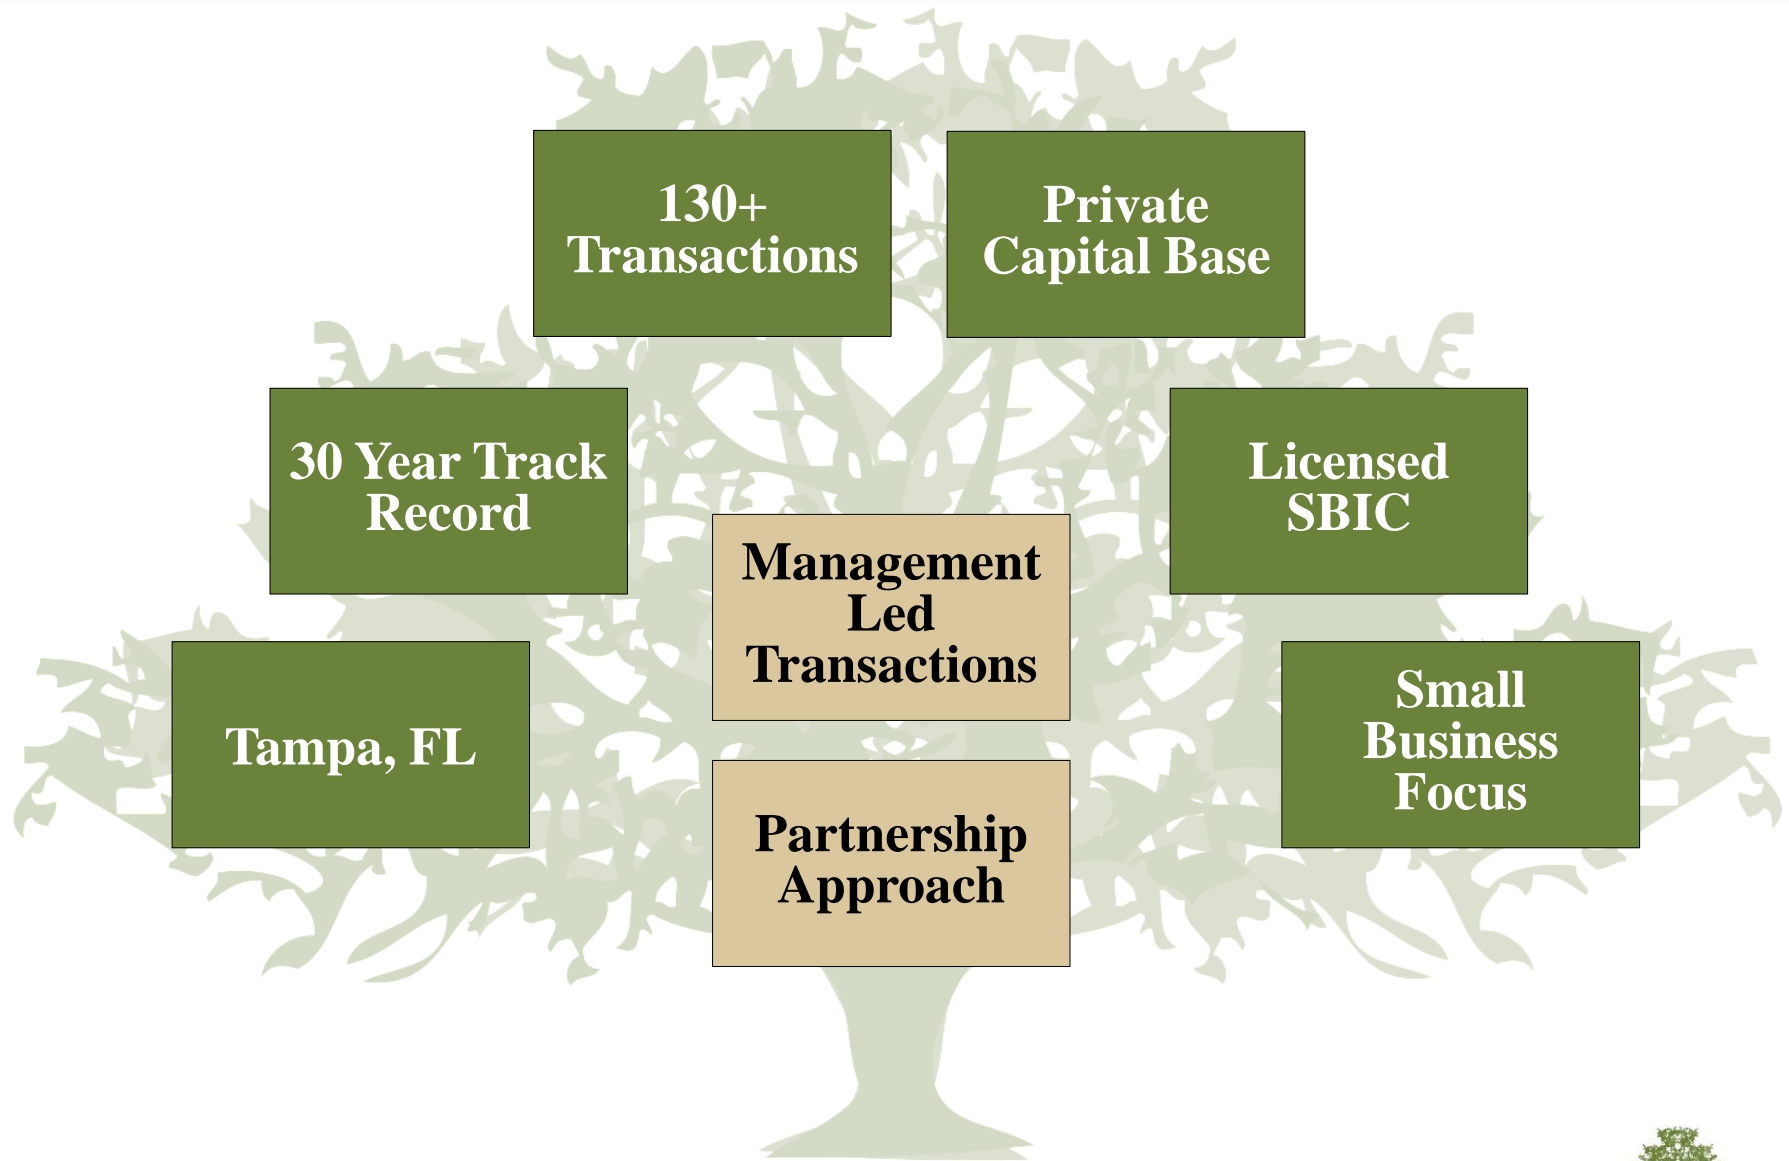 130+
Transactions
Private
Capital Base
30 Year Track
Record
Licensed
SBIC
Management
Led
Transactions
Tampa, FL
Small
Business
Focus
Partnership
Approach